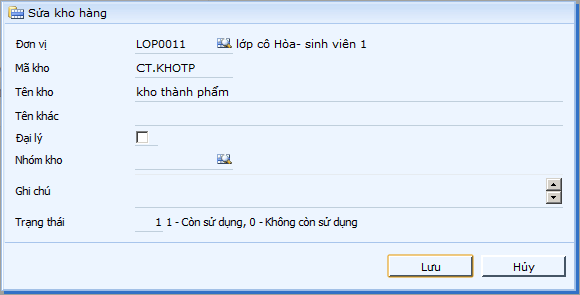 Sửa kho hàng
Đơn vị LOP0011 lớp cô Hòa- sinh viên 1
Mã kho CT.KHOTP
Tên kho kho thành phẩm
Tên khác
Đại lý
Nhóm kho
Ghi chú
Trạng thái 1 1 - Còn sử dụng, 0 - Không còn sử dụng
Lưu Hủy